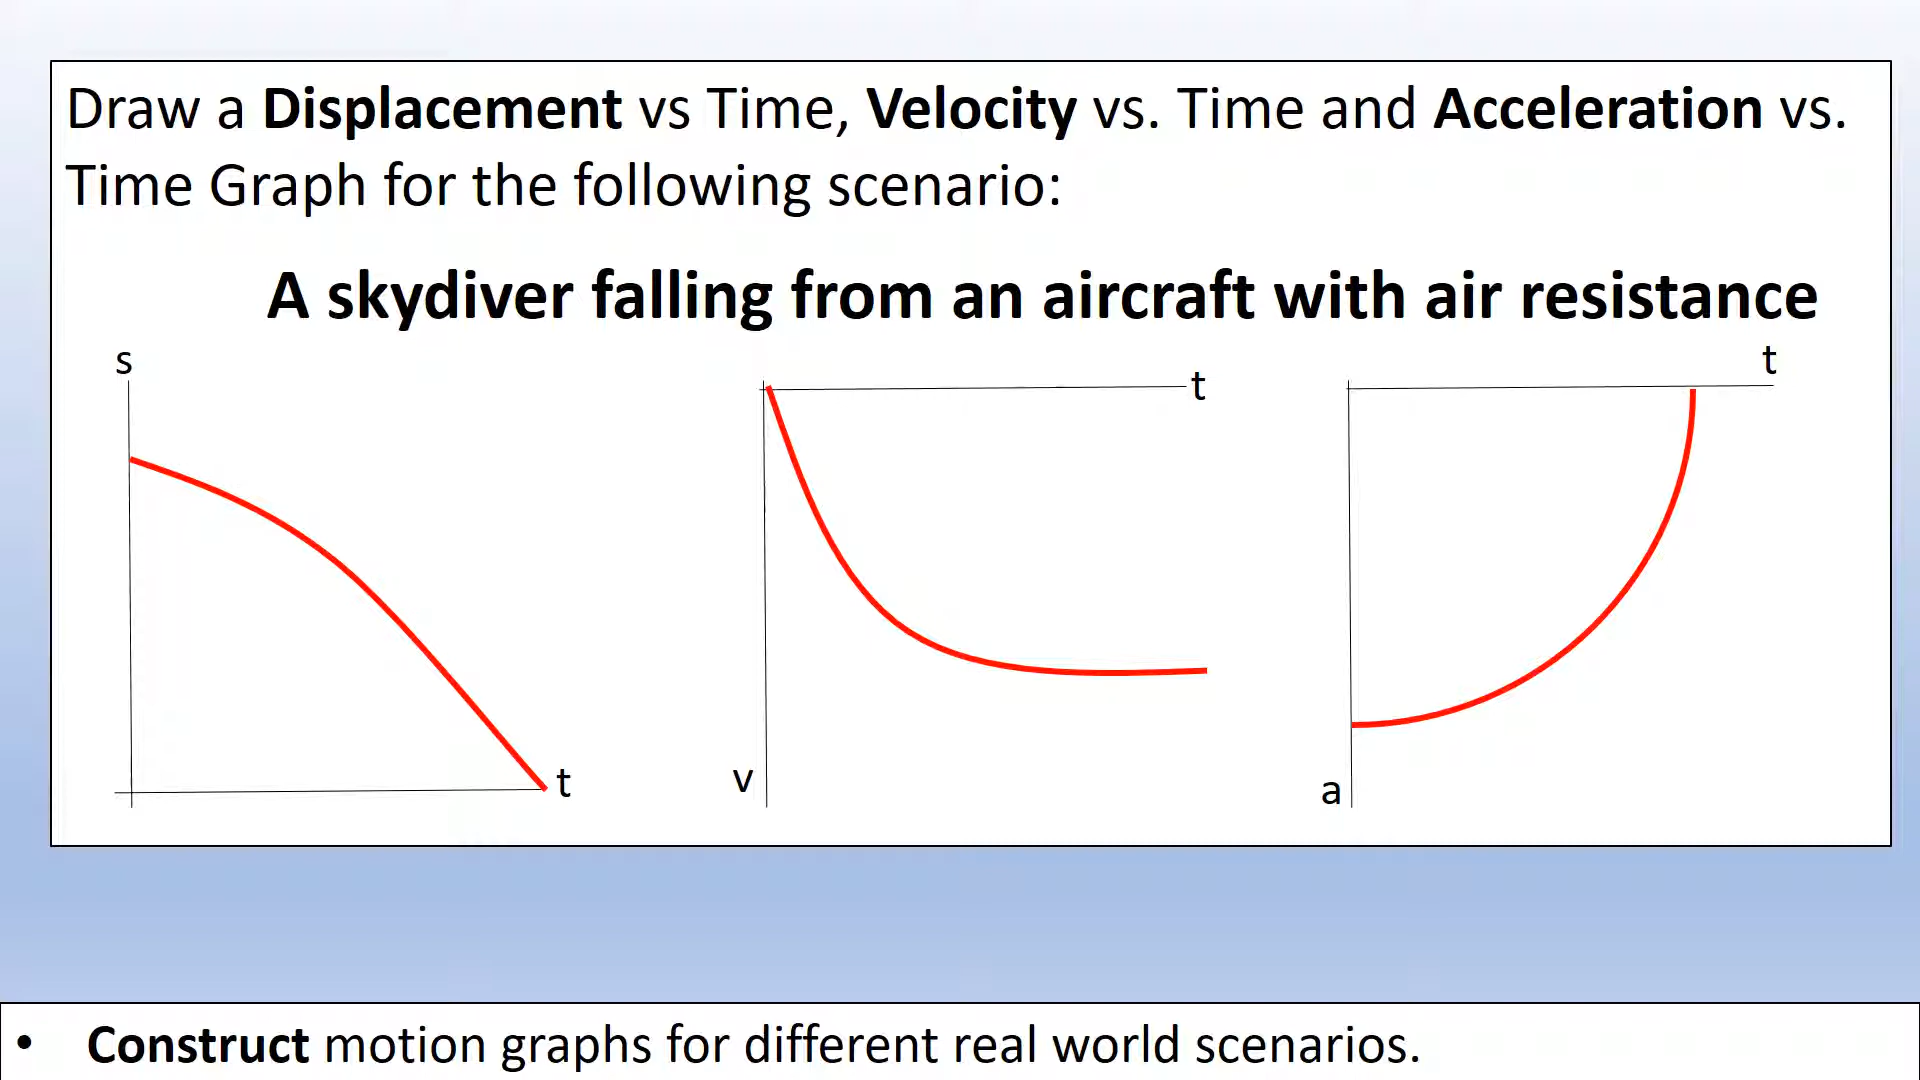 Draw a Displacement vs Time, Velocity vs. Time and Acceleration vs.
Time Graph for the following scenario:
A skydiver falling from an aircraft with air resistance
s
t
t
t
v
a
• Construct motion graphs for different real world scenarios.